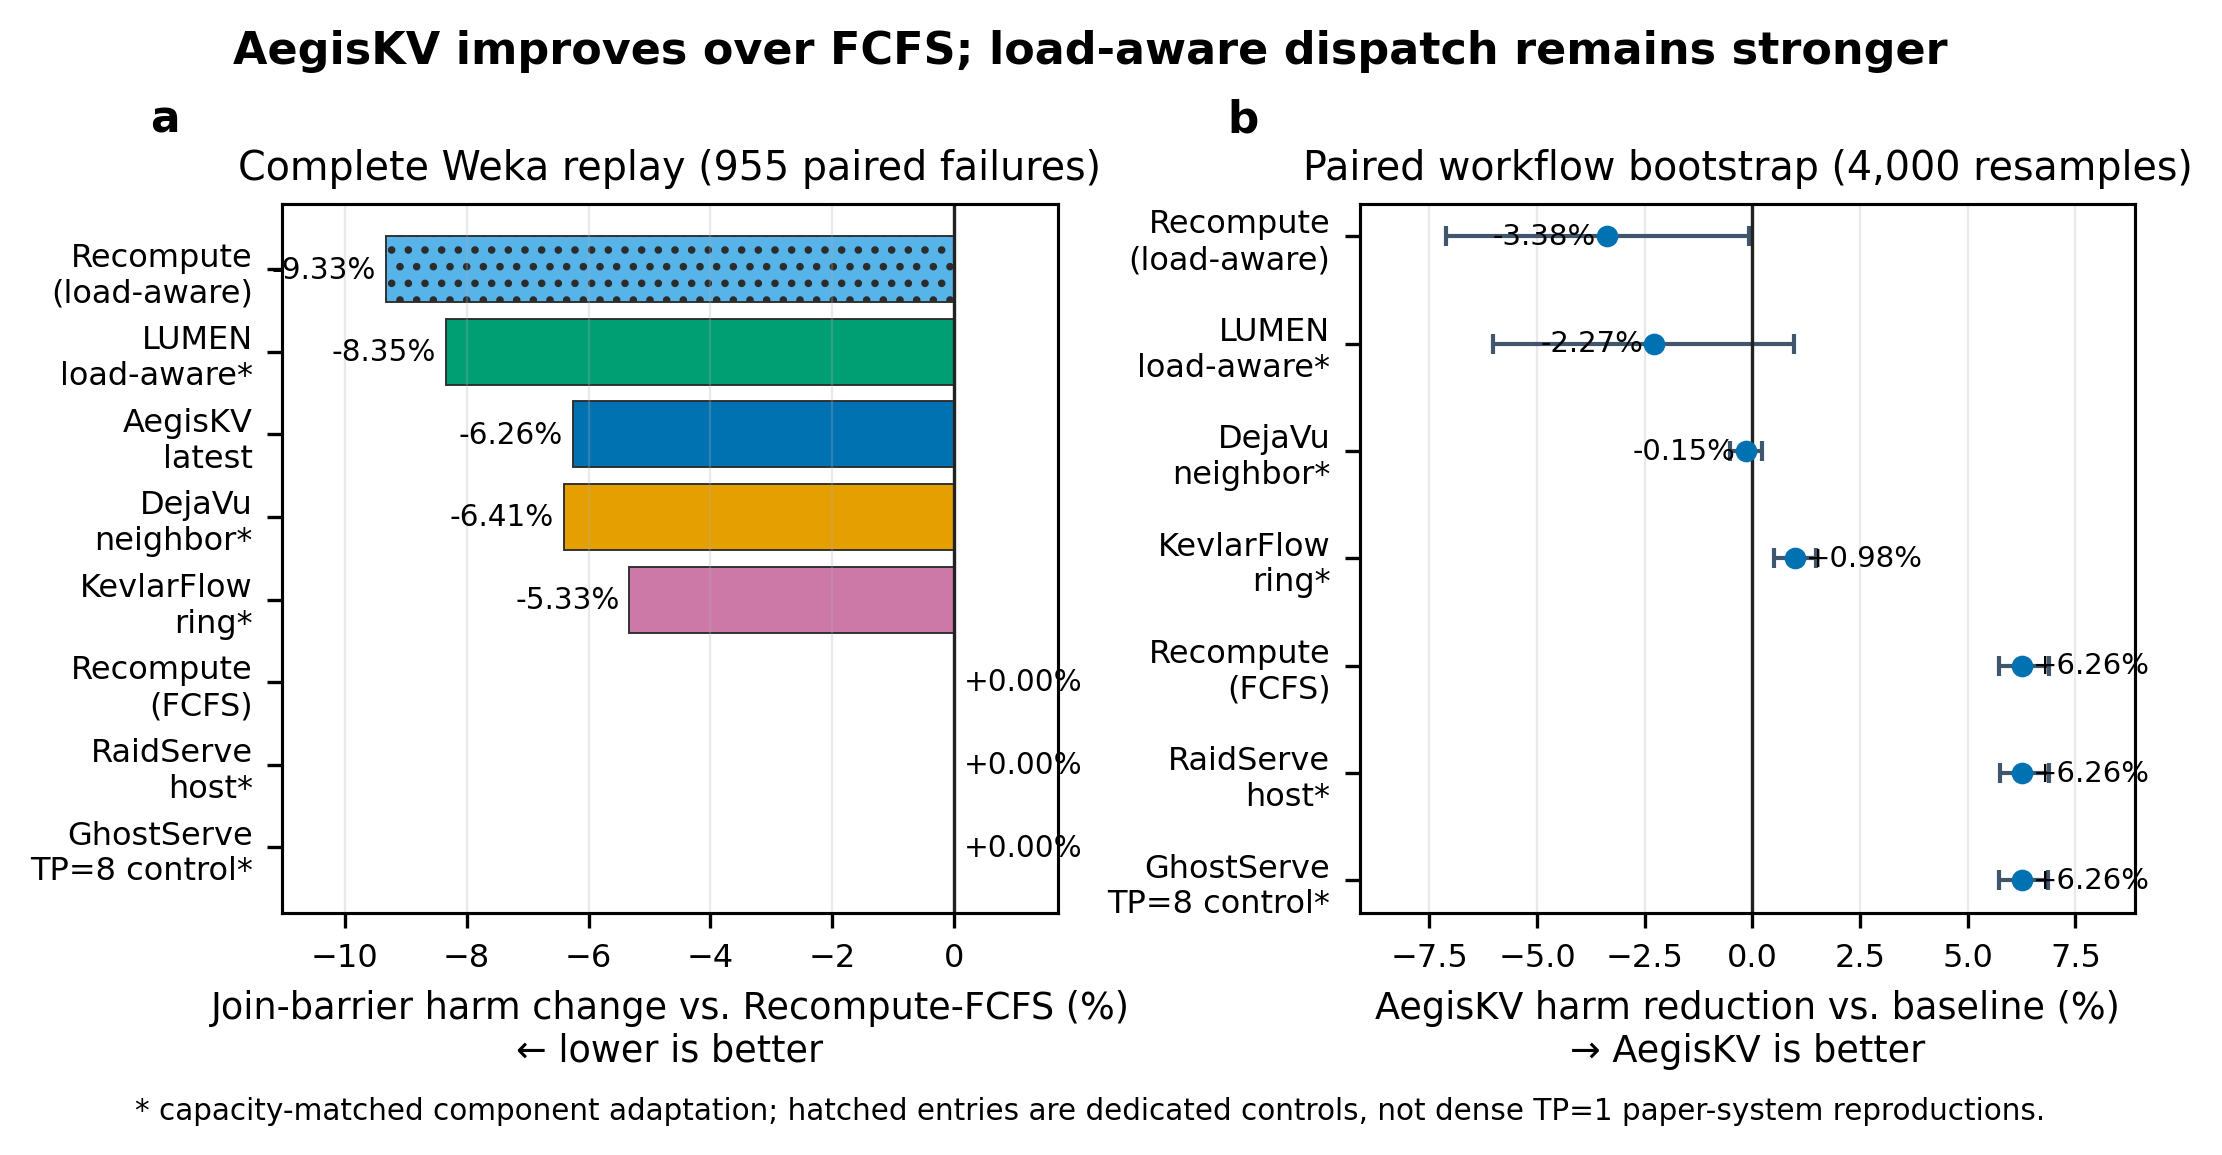 AegisKV improves over FCFS; load-aware dispatch remains stronger
a
Complete Weka replay (955 paired failures)
Recompute
(load-aware)
-9.33%
LUMEN
load-aware*
-8.35%
AegisKV
latest
-6.26%
DejaVu
neighbor*
-6.41%
KevlarFlow
ring*
-5.33%
Recompute
(FCFS)
+0.00%
RaidServe
host*
+0.00%
GhostServe
TP=8 control*
+0.00%
−10 −8 −6 −4 −2 0
Join-barrier harm change vs. Recompute-FCFS (%)
← lower is better
b
Paired workflow bootstrap (4,000 resamples)
Recompute
(load-aware)
-3.38%
LUMEN
load-aware*
-2.27%
DejaVu
neighbor*
-0.15%
KevlarFlow
ring*
+0.98%
Recompute
(FCFS)
+6.26%
RaidServe
host*
+6.26%
GhostServe
TP=8 control*
+6.26%
−7.5 −5.0 −2.5 0.0 2.5 5.0 7.5
AegisKV harm reduction vs. baseline (%)
→ AegisKV is better
* capacity-matched component adaptation; hatched entries are dedicated controls, not dense TP=1 paper-system reproductions.